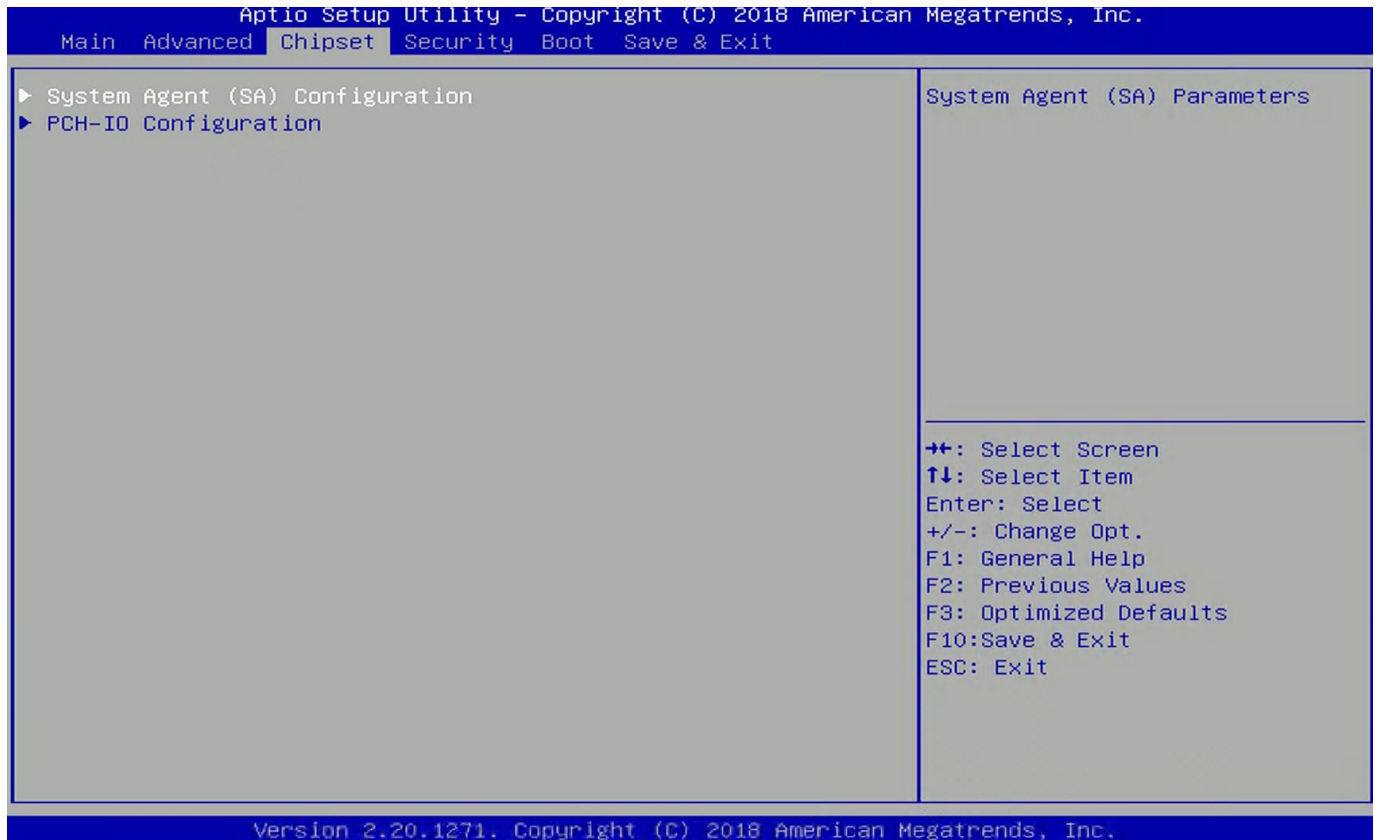 Aptio Setup Utility – Copyright (C) 2018 American Megatrends, Inc.
Main Advanced Chipset Security Boot Save & Exit
▶ System Agent (SA) Configuration
▶ PCH-IO Configuration
System Agent (SA) Parameters
→←: Select Screen
↑↓: Select Item
Enter: Select
+/-: Change Opt.
F1: General Help
F2: Previous Values
F3: Optimized Defaults
F10:Save & Exit
ESC: Exit
Version 2.20.1271. Copyright (C) 2018 American Megatrends, Inc.